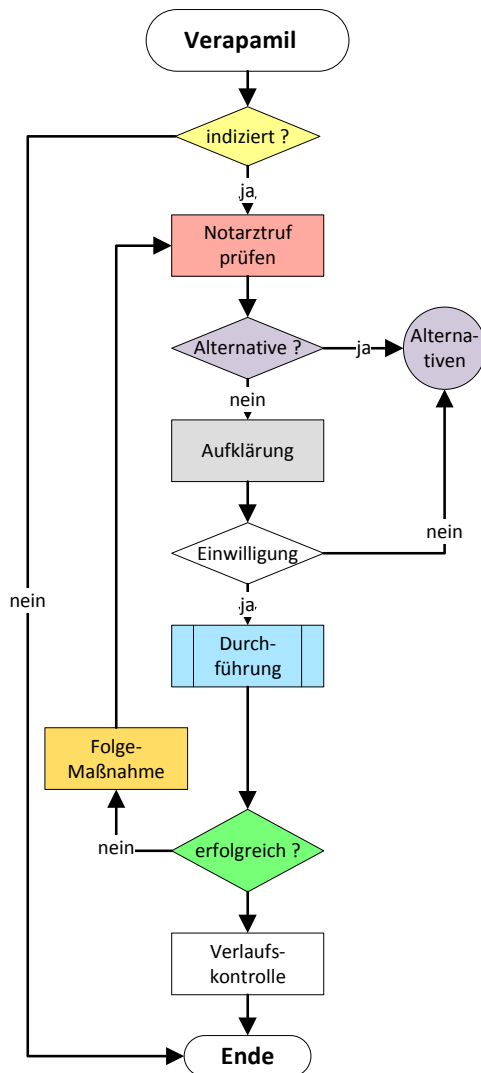 Verapamil
indiziert ?
ja
Notarztruf
prüfen
Alternative ?
ja
Alterna-
tiven
nein
Aufklärung
Einwilligung
nein
ja
nein
Durch-
führung
Folge-
Maßnahme
nein
erfolgreich ?
Verlaufs-
kontrolle
Ende